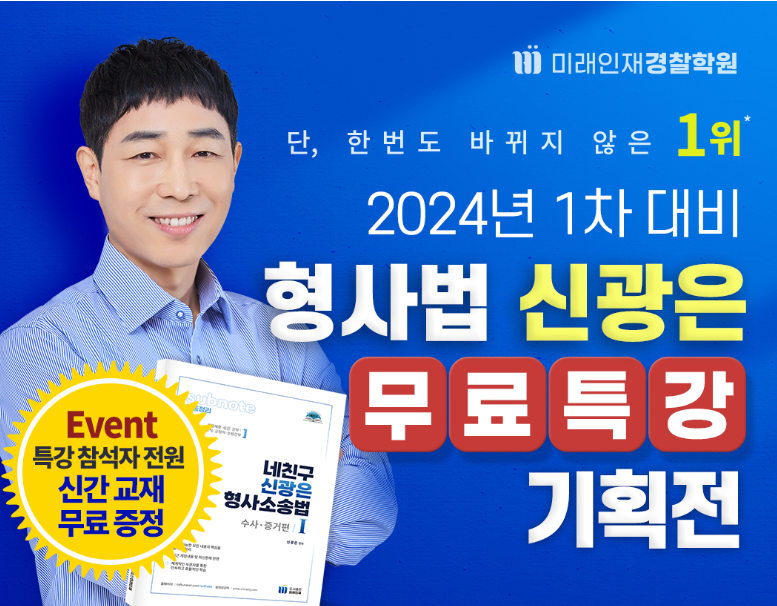 미래인재경찰학원
단, 한번도 바뀌지 않은 1위*
2024년 1차 대비
형사법 신광은
무료특강
기획전
Event
특강 참석자 전원
신간 교재
무료 증정
subnote
네친구
신광은
형사소송법
수사·증거편 I